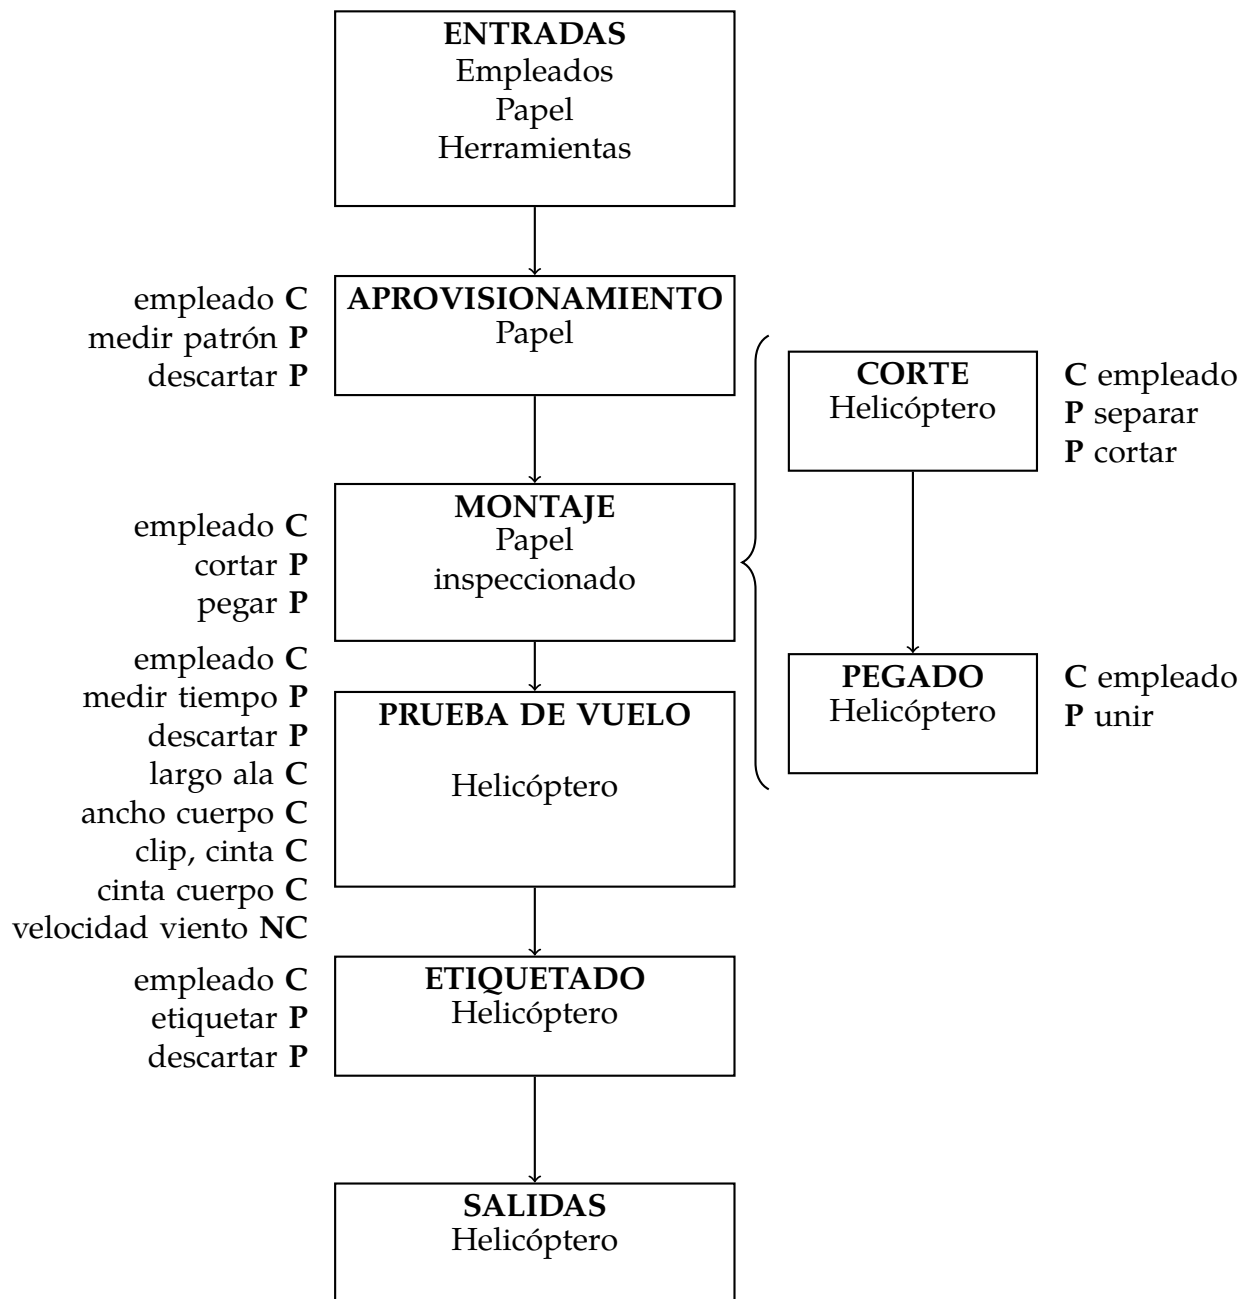 ENTRADAS
Empleados
Papel
Herramientas
empleado C
medir patrón P
descartar P
APROVISIONAMIENTO
Papel
CORTE
Helicóptero
C empleado
P separar
P cortar
empleado C
cortar P
pegar P
MONTAJE
Papel
inspeccionado
PEGADO
Helicóptero
C empleado
P unir
empleado C
medir tiempo P
descartar P
largo ala C
ancho cuerpo C
clip, cinta C
cinta cuerpo C
velocidad viento NC
PRUEBA DE VUELO
Helicóptero
empleado C
etiquetar P
descartar P
ETIQUETADO
Helicóptero
SALIDAS
Helicóptero